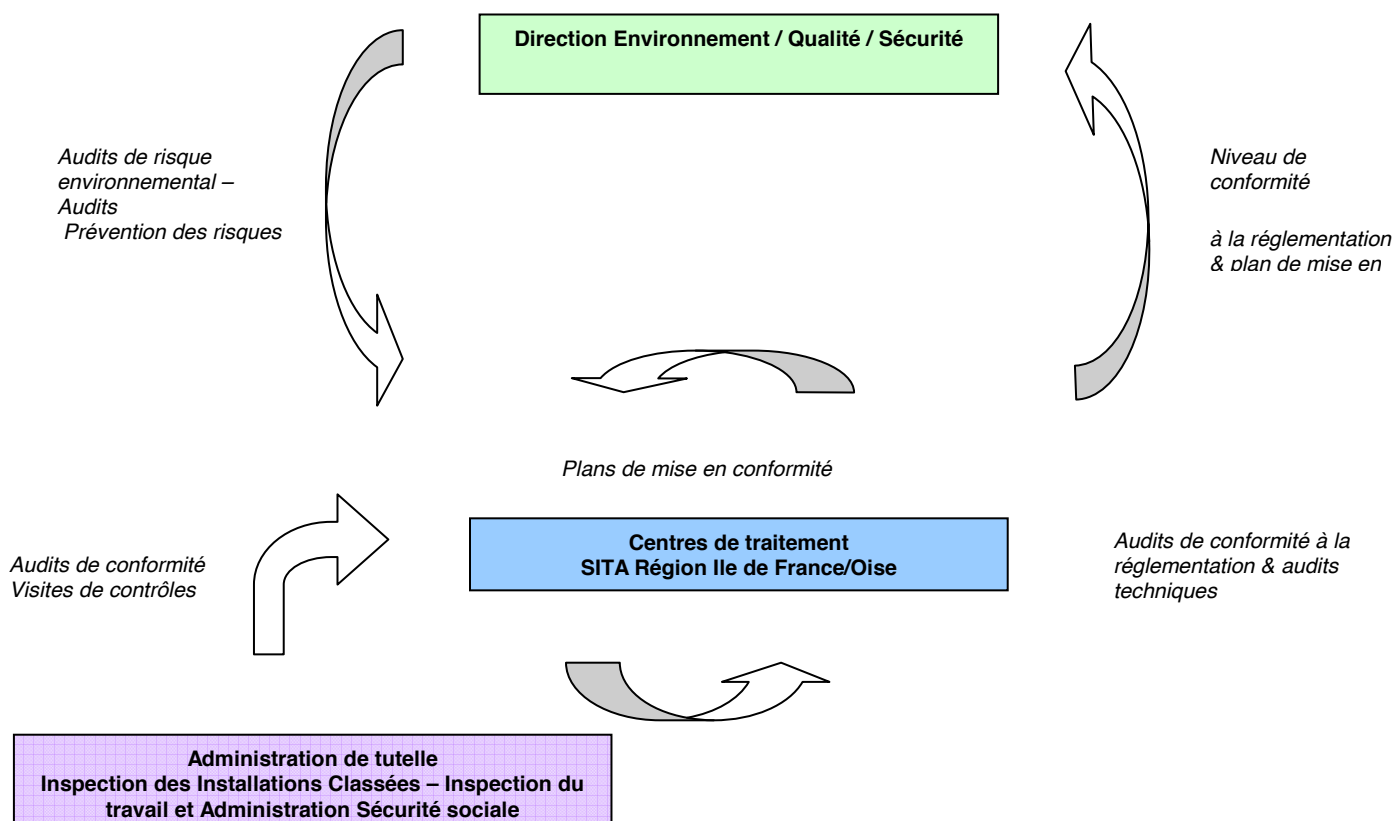 Direction Environnement / Qualité / Sécurité
Audits de risque
environnemental –
Audits
Prévention des risques
Niveau de
conformité
à la réglementation
& plan de mise en
Plans de mise en conformité
Centres de traitement
SITA Région Ile de France/Oise
Audits de conformité
Visites de contrôles
Audits de conformité à la
réglementation & audits
techniques
Administration de tutelle
Inspection des Installations Classées – Inspection du
travail et Administration Sécurité sociale